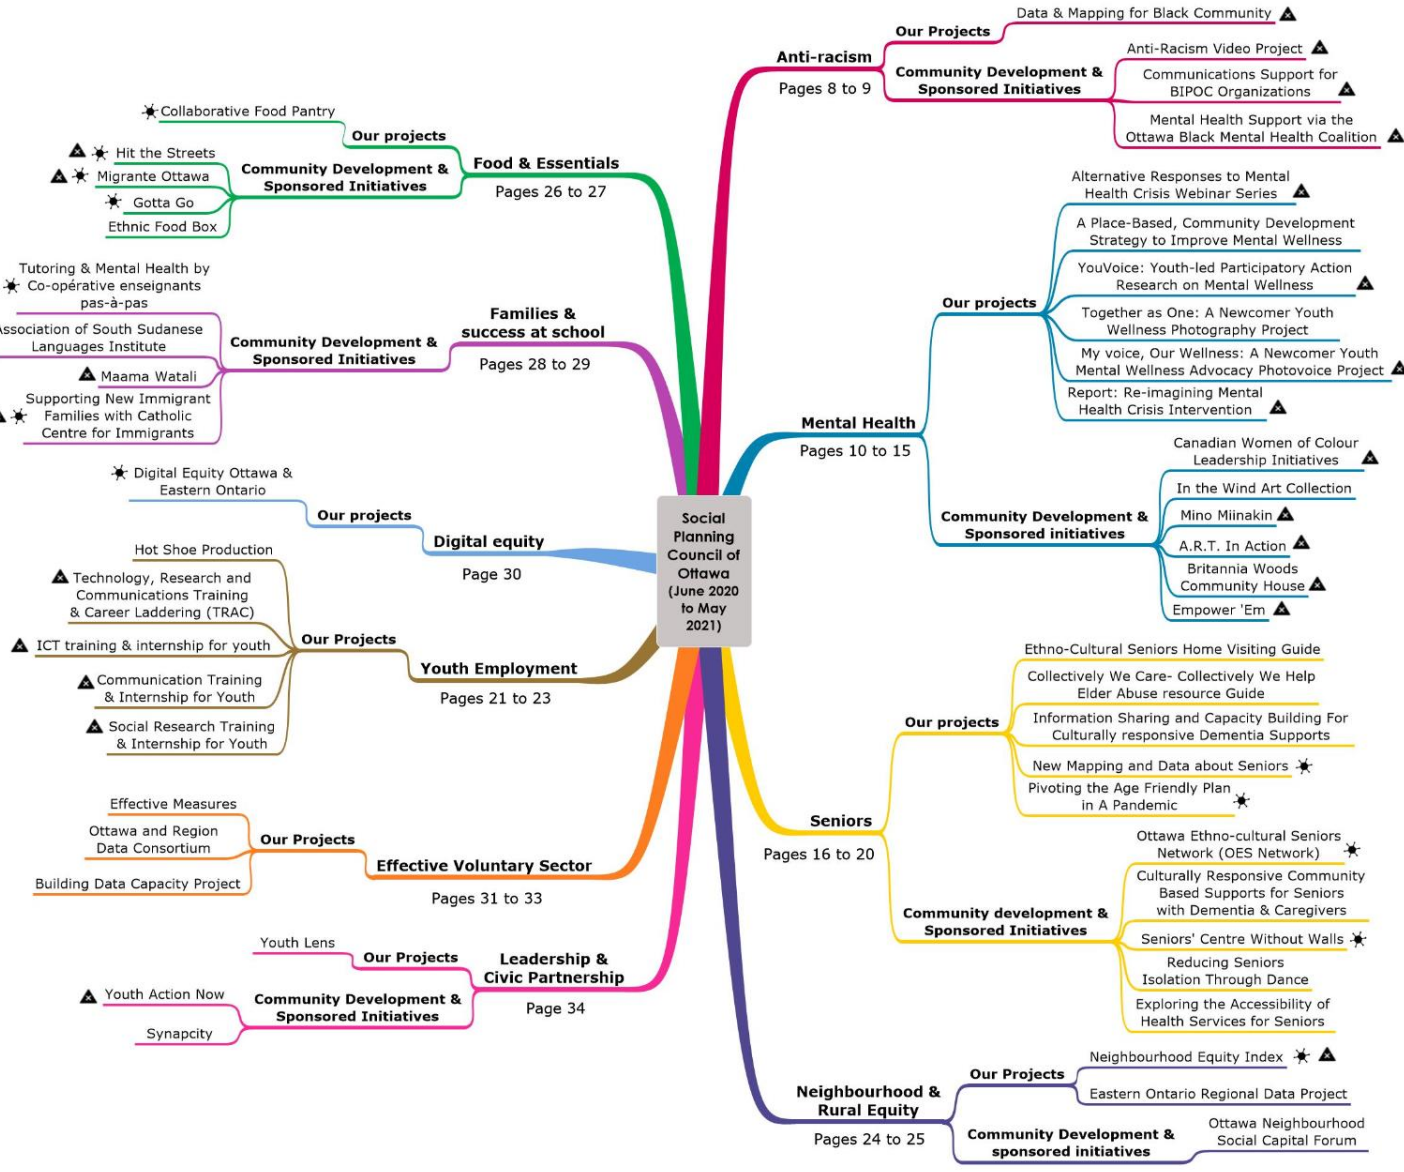 Social
Planning
Council of
Ottawa
(June 2020
to May
2021)
Anti-racism
Pages 8 to 9
Our Projects
Data & Mapping for Black Community
Community Development &
Sponsored Initiatives
Anti-Racism Video Project
Communications Support for
BIPOC Organizations
Mental Health Support via the
Ottawa Black Mental Health Coalition
Mental Health
Pages 10 to 15
Our projects
Alternative Responses to Mental
Health Crisis Webinar Series
A Place-Based, Community Development
Strategy to Improve Mental Wellness
YouVoice: Youth-led Participatory Action
Research on Mental Wellness
Together as One: A Newcomer Youth
Wellness Photography Project
My voice, Our Wellness: A Newcomer Youth
Mental Wellness Advocacy Photovoice Project
Report: Re-imagining Mental
Health Crisis Intervention
Community Development &
Sponsored initiatives
Canadian Women of Colour
Leadership Initiatives
In the Wind Art Collection
Mino Miinakin
A.R.T. In Action
Britannia Woods
Community House
Empower 'Em
Seniors
Pages 16 to 20
Our projects
Ethno-Cultural Seniors Home Visiting Guide
Collectively We Care- Collectively We Help
Elder Abuse resource Guide
Information Sharing and Capacity Building For
Culturally responsive Dementia Supports
New Mapping and Data about Seniors
Pivoting the Age Friendly Plan
in A Pandemic
Community development &
Sponsored Initiatives
Ottawa Ethno-cultural Seniors
Network (OES Network)
Culturally Responsive Community
Based Supports for Seniors
with Dementia & Caregivers
Seniors' Centre Without Walls
Reducing Seniors
Isolation Through Dance
Exploring the Accessibility of
Health Services for Seniors
Neighbourhood &
Rural Equity
Pages 24 to 25
Our Projects
Neighbourhood Equity Index
Eastern Ontario Regional Data Project
Community Development &
sponsored initiatives
Ottawa Neighbourhood
Social Capital Forum
Food & Essentials
Pages 26 to 27
Our projects
Collaborative Food Pantry
Community Development &
Sponsored Initiatives
Hit the Streets
Migrante Ottawa
Gotta Go
Ethnic Food Box
Families &
success at school
Pages 28 to 29
Community Development &
Sponsored Initiatives
Tutoring & Mental Health by
Co-opérative enseignants
pas-à-pas
Association of South Sudanese
Languages Institute
Maama Watali
Supporting New Immigrant
Families with Catholic
Centre for Immigrants
Digital equity
Page 30
Our projects
Digital Equity Ottawa &
Eastern Ontario
Youth Employment
Pages 21 to 23
Our Projects
Hot Shoe Production
Technology, Research and
Communications Training
& Career Laddering (TRAC)
ICT training & internship for youth
Communication Training
& Internship for Youth
Social Research Training
& Internship for Youth
Effective Voluntary Sector
Pages 31 to 33
Our Projects
Effective Measures
Ottawa and Region
Data Consortium
Building Data Capacity Project
Leadership &
Civic Partnership
Page 34
Our Projects
Youth Lens
Community Development &
Sponsored Initiatives
Youth Action Now
Synapcity